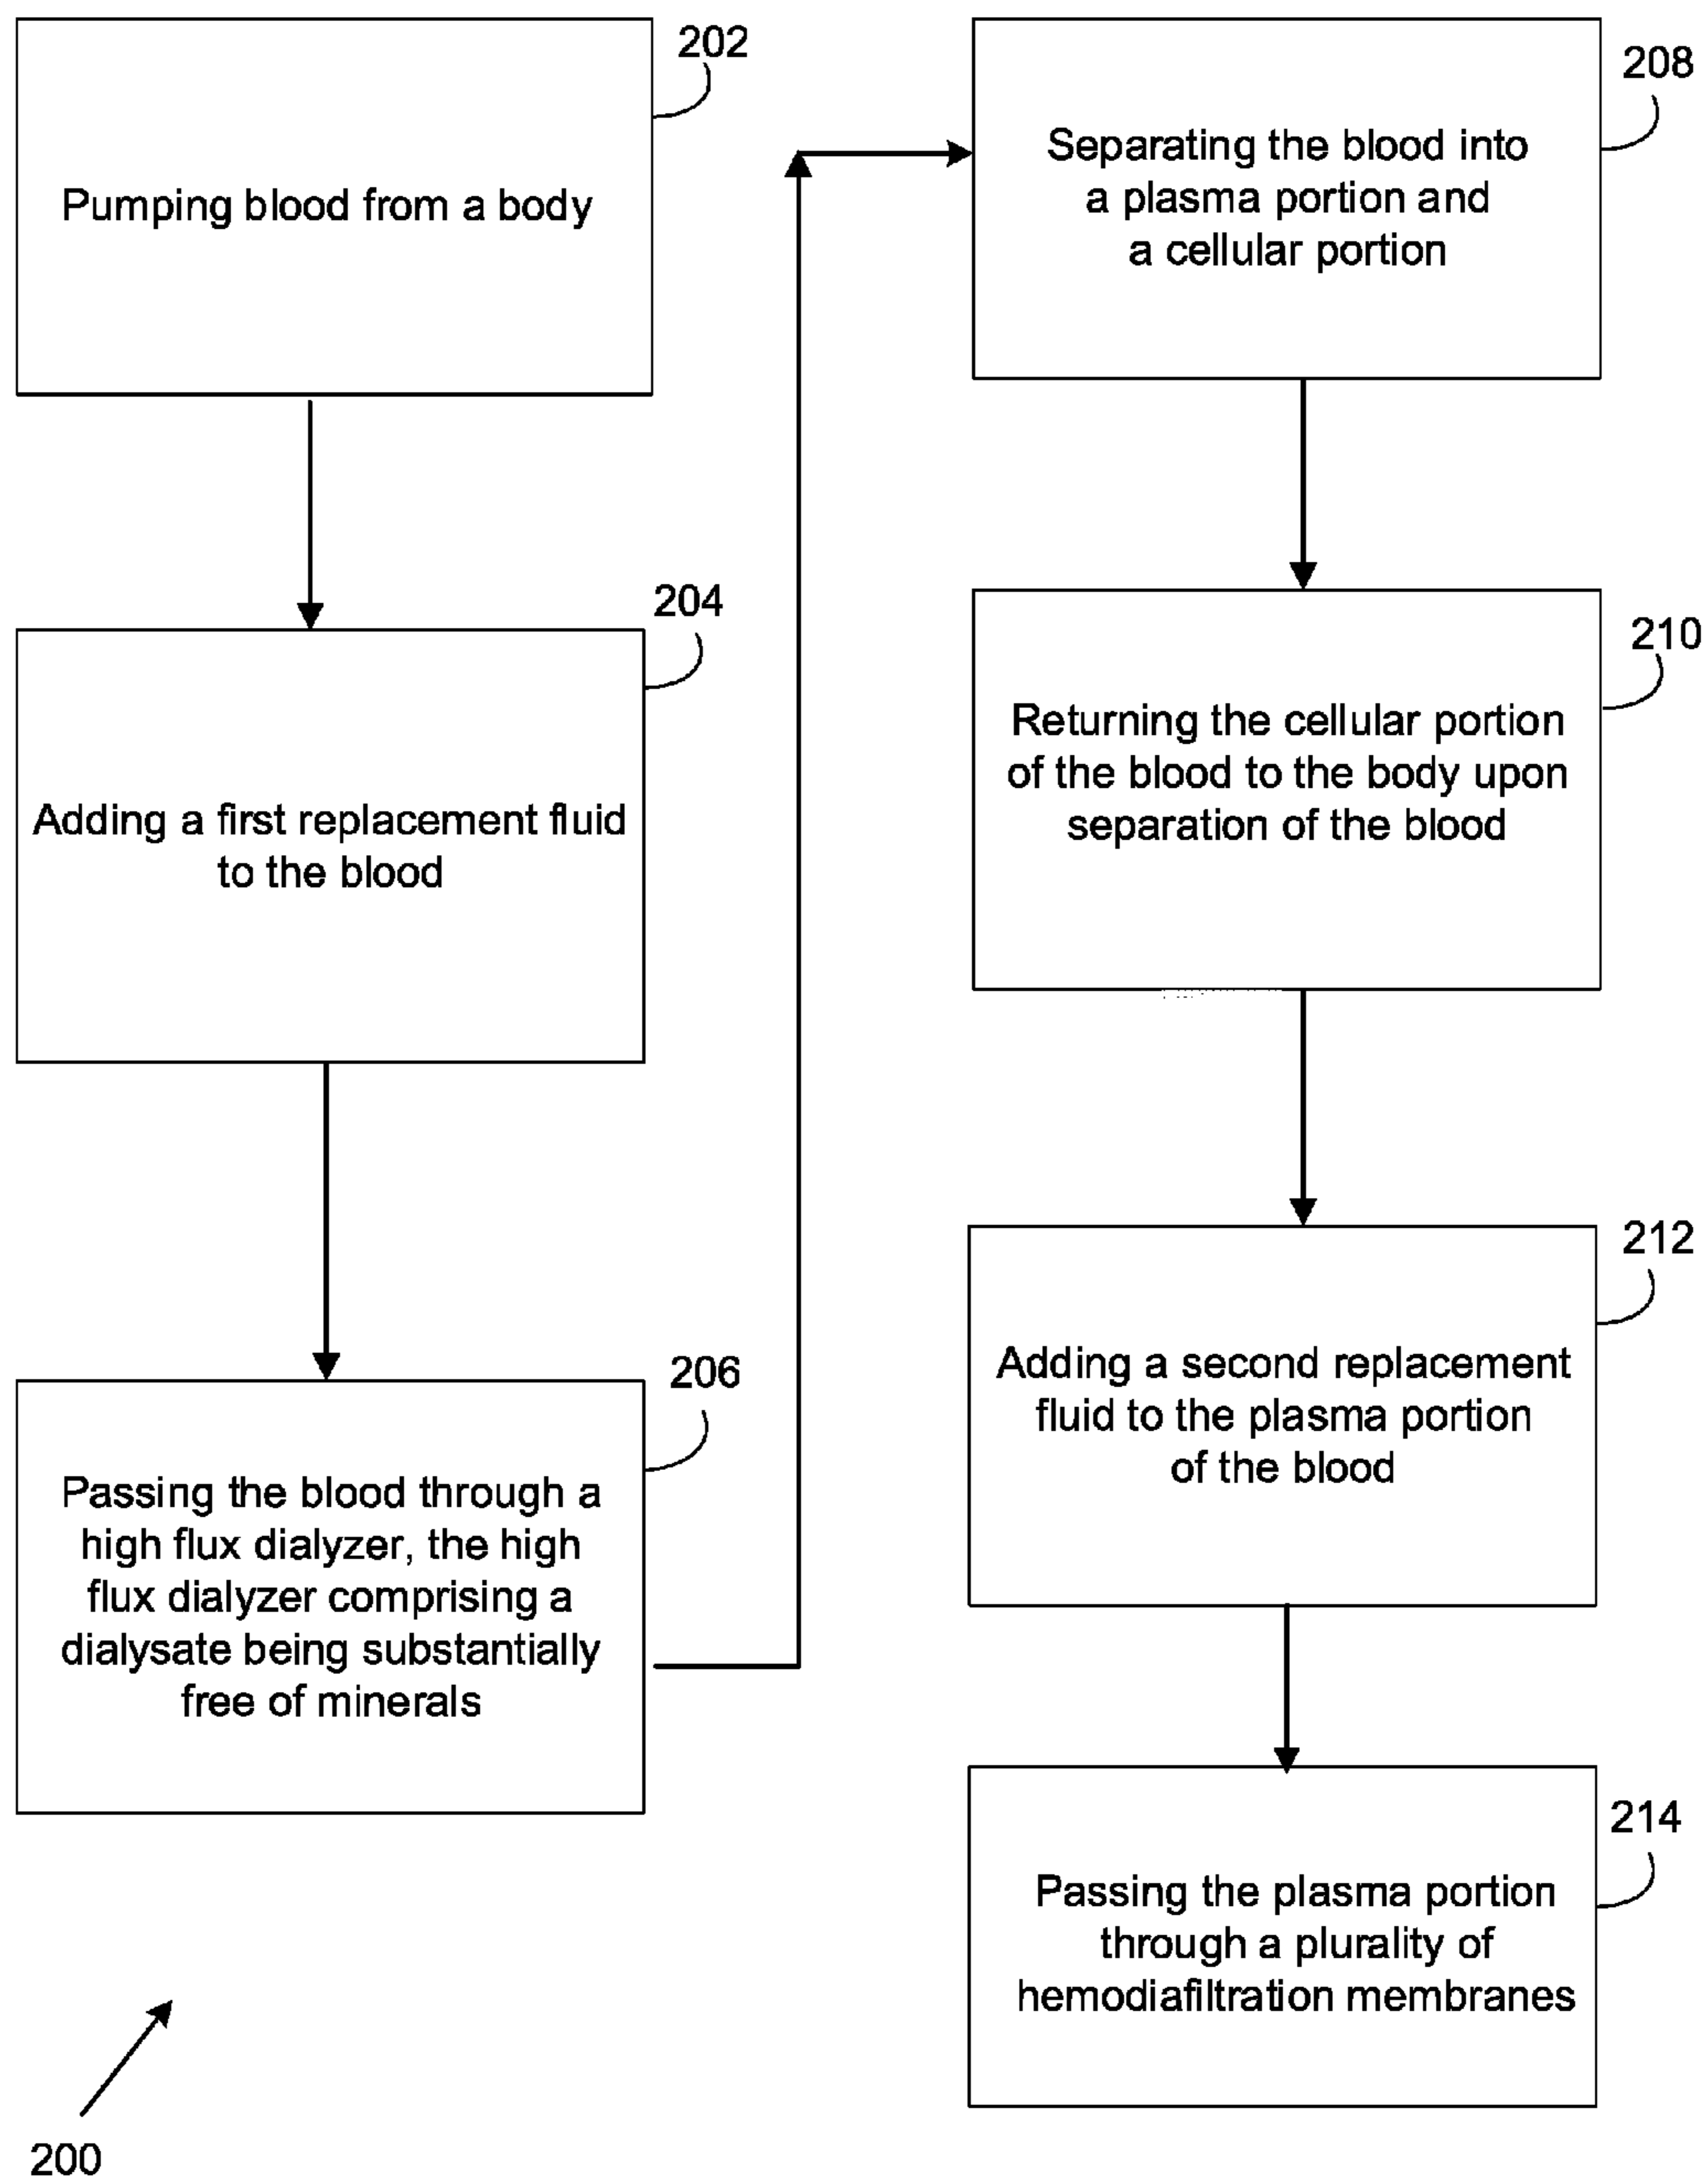 202
Pumping blood from a body
204
Adding a first replacement fluid
to the blood
206
Passing the blood through a
high flux dialyzer, the high
flux dialyzer comprising a
dialysate being substantially
free of minerals
208
Separating the blood into
a plasma portion and
a cellular portion
210
Returning the cellular portion
of the blood to the body upon
separation of the blood
212
Adding a second replacement
fluid to the plasma portion
of the blood
214
Passing the plasma portion
through a plurality of
hemodiafiltration membranes
200